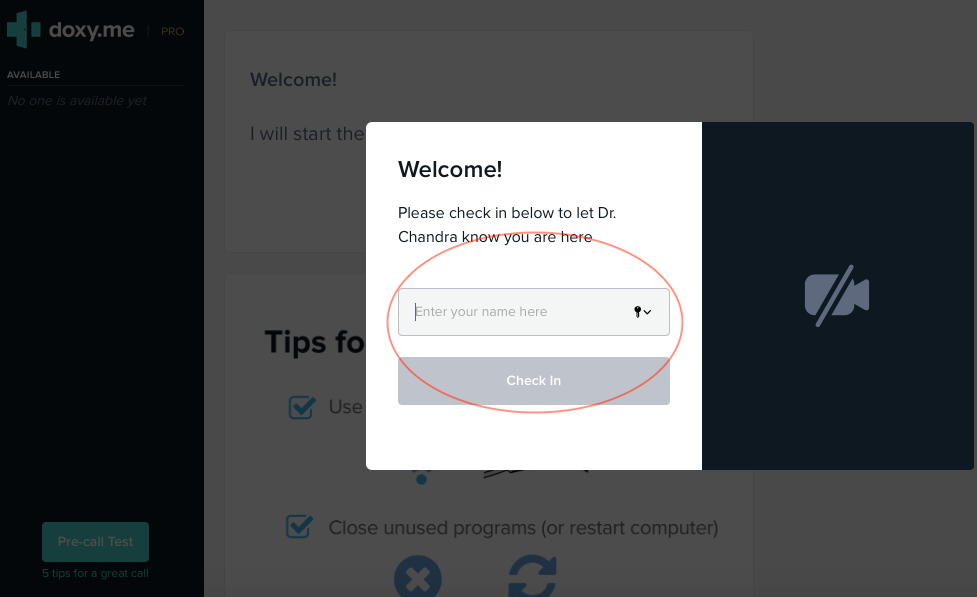 doxy.me | PRO
AVAILABLE
No one is available yet
Welcome!
I will start the
Welcome!
Please check in below to let Dr.
Chandra know you are here
Enter your name here
Check In
Tips fo
Use
Close unused programs (or restart computer)
Pre-call Test
5 tips for a great call